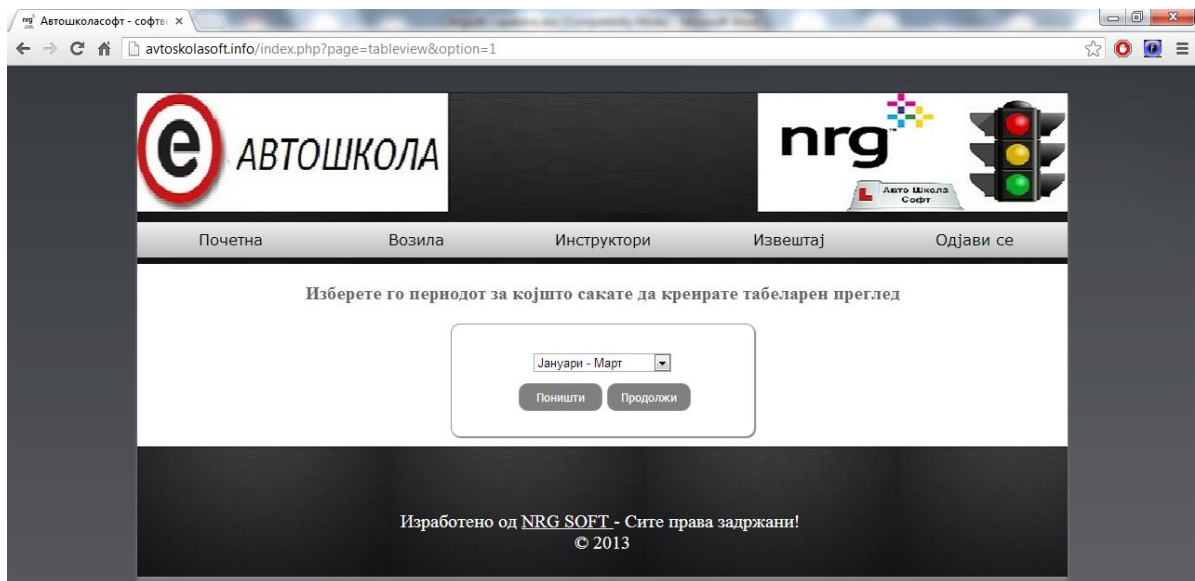 Автошколасофт - софтв
avtoskolasoft.info/index.php?page=tableview&option=1
e АВТОШКОЛА
nrg
L Авто Школа
Софт
Почетна Возила Инструктори Извештај Одјави се
Изберете го периодот за којшто сакате да креирате табеларен преглед
Јануари - Март
Поништи Продолжи
Изработено од NRG SOFT - Сите права задржани!
© 2013